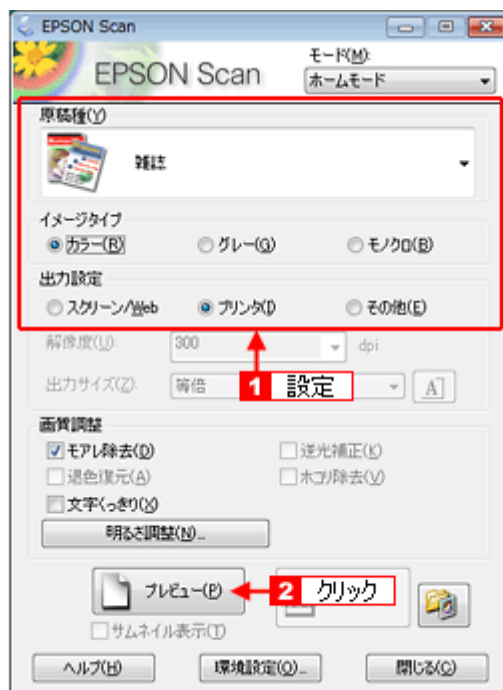 EPSON Scan
EPSON Scan
モード(M):
ホームモード
原稿種(Y)
雑誌
イメージタイプ
カラー(R)
グレー(G)
モノクロ(B)
出力設定
スクリーン/Web
プリンタ(I)
その他(E)
解像度(U):
300
dpi
出力サイズ(Z):
等倍
1 設定
画質調整
モアレ除去(D)
逆光補正(K)
退色復元(A)
ホコリ除去(V)
文字くっきり(X)
明るさ調整(N)...
プレビュー(P)
2 クリック
サムネイル表示(T)
ヘルプ(H)
環境設定(O)...
閉じる(C)